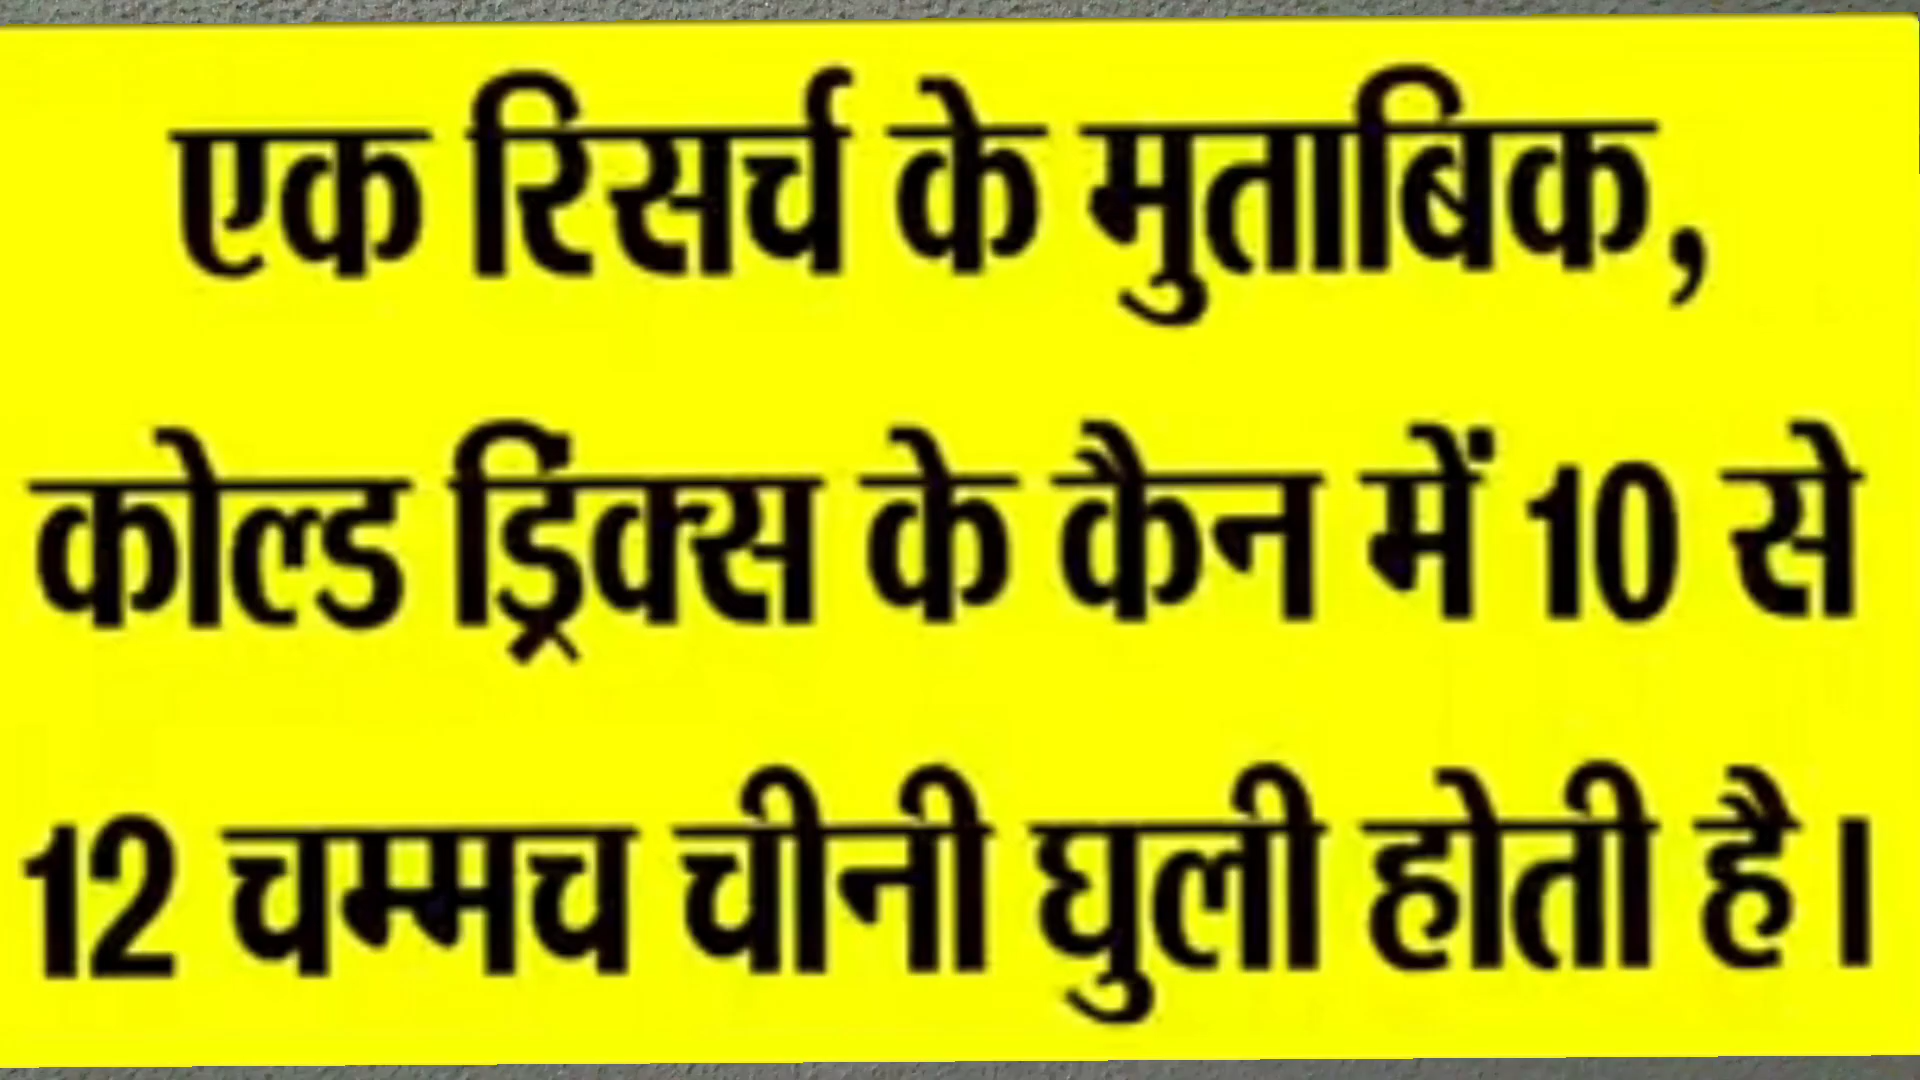 एक रिसर्च के मुताबिक,
कोल्ड ड्रिंक्स के कैन में 10 से
12 चम्मच चीनी घुली होती है।